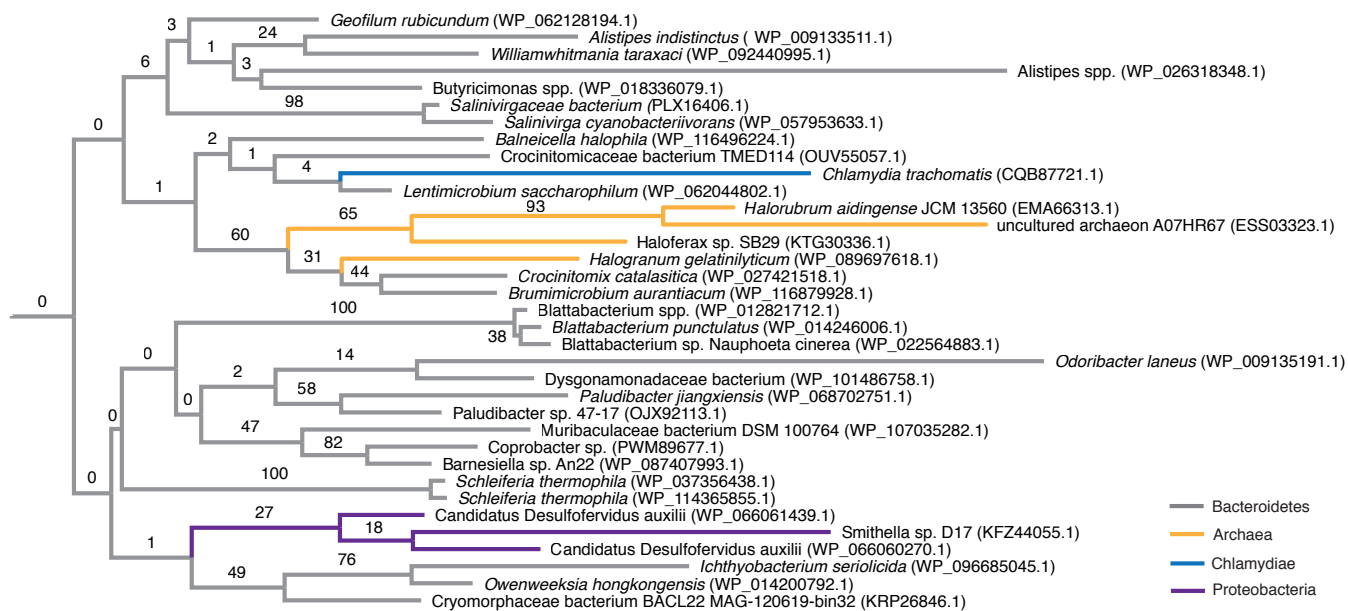 3
Geofilum rubicundum (WP_062128194.1)
24
Alistipes indistinctus ( WP_009133511.1)
1
Williamwhitmania taraxaci (WP_092440995.1)
6
3
Alistipes spp. (WP_026318348.1)
Butyricimonas spp. (WP_018336079.1)
98
Salinivirgaceae bacterium (PLX16406.1)
0
Salinivirga cyanobacteriivorans (WP_057953633.1)
2
Balneicella halophila (WP_116496224.1)
1
Crocinitomicaceae bacterium TMED114 (OUV55057.1)
4
Chlamydia trachomatis (CQB87721.1)
1
Lentimicrobium saccharophilum (WP_062044802.1)
65
93
Halorubrum aidingense JCM 13560 (EMA66313.1)
uncultured archaeon A07HR67 (ESS03323.1)
60
Haloferax sp. SB29 (KTG30336.1)
31
Halogranum gelatinilyticum (WP_089697618.1)
44
Crocinitomix catalasitica (WP_027421518.1)
Brumimicrobium aurantiacum (WP_116879928.1)
0
100
Blattabacterium spp. (WP_012821712.1)
Blattabacterium punctulatus (WP_014246006.1)
38
Blattabacterium sp. Nauphoeta cinerea (WP_022564883.1)
0
14
Odoribacter laneus (WP_009135191.1)
2
Dysgonamonadaceae bacterium (WP_101486758.1)
58
Paludibacter jiangxiensis (WP_068702751.1)
0
Paludibacter sp. 47-17 (OJX92113.1)
0
47
Muribaculaceae bacterium DSM 100764 (WP_107035282.1)
82
Coprobacter sp. (PWM89677.1)
Barnesiella sp. An22 (WP_087407993.1)
0
100
Schleiferia thermophila (WP_037356438.1)
Schleiferia thermophila (WP_114365855.1)
27
Candidatus Desulfofervidus auxilii (WP_066061439.1)
18
Smithella sp. D17 (KFZ44055.1)
1
Candidatus Desulfofervidus auxilii (WP_066060270.1)
76
Ichthyobacterium seriolicida (WP_096685045.1)
49
Owenweeksia hongkongensis (WP_014200792.1)
Cryomorphaceae bacterium BACL22 MAG-120619-bin32 (KRP26846.1)
Bacteroidetes
Archaea
Chlamydiae
Proteobacteria